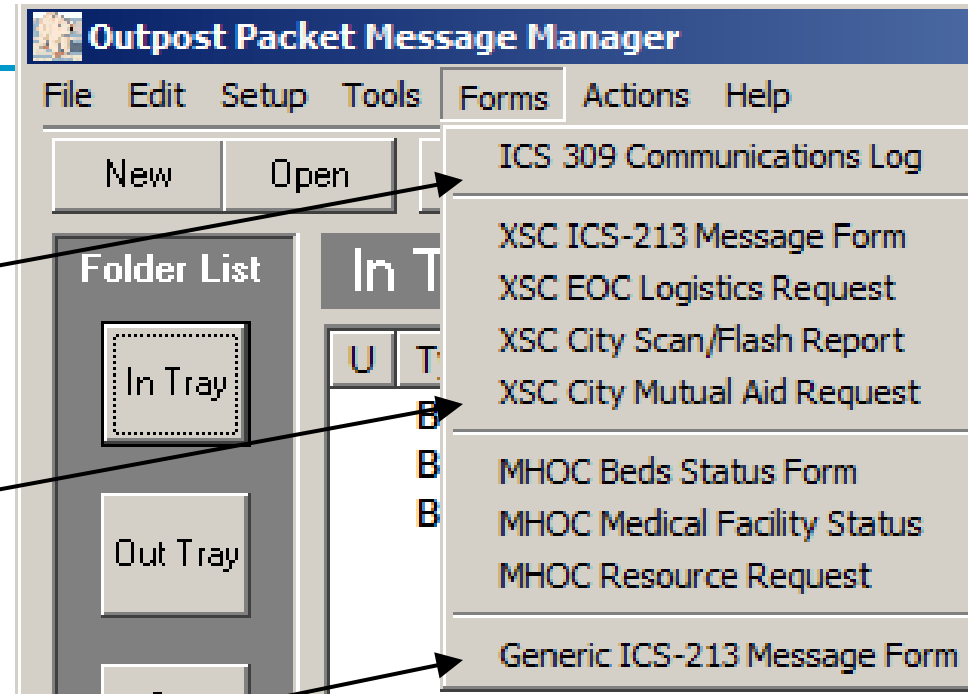 Outpost Packet Message Manager
File Edit Setup Tools Forms Actions Help
New Open
ICS 309 Communications Log
XSC ICS-213 Message Form
XSC EOC Logistics Request
XSC City Scan/Flash Report
XSC City Mutual Aid Request
MHOC Beds Status Form
MHOC Medical Facility Status
MHOC Resource Request
Generic ICS-213 Message Form
Folder List
In Tray
Out Tray
In T
U T
B
B
B